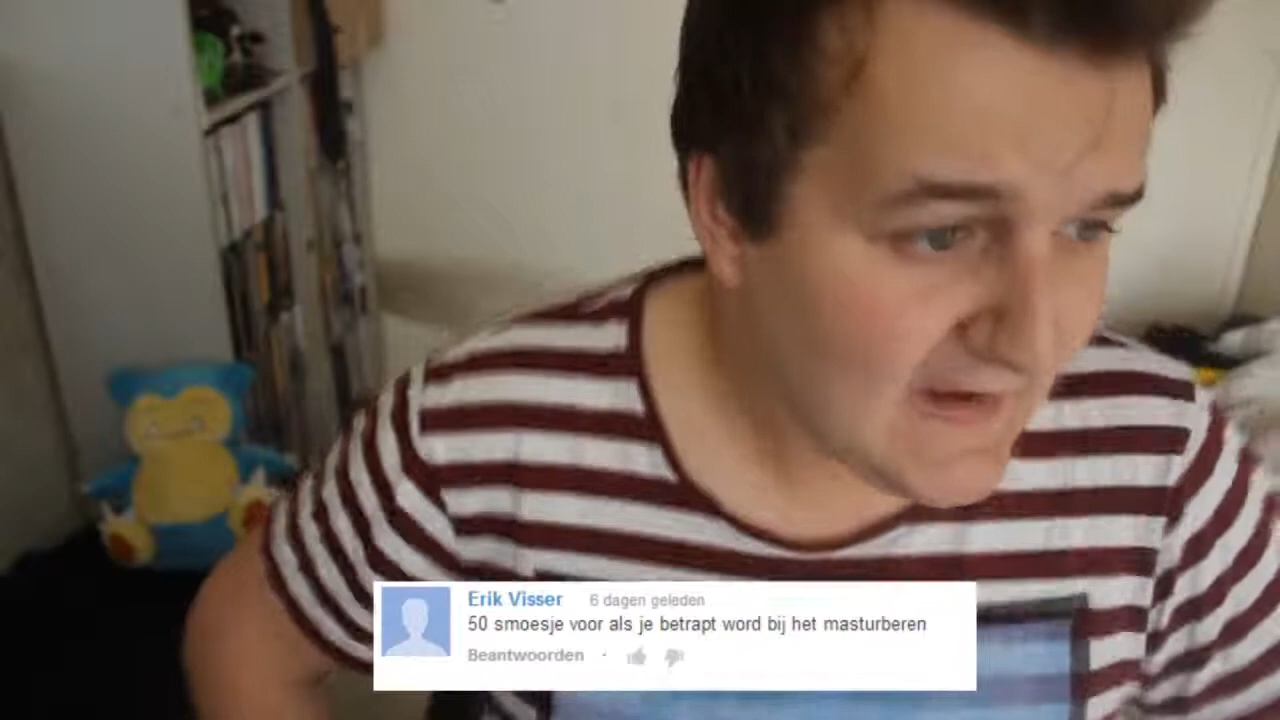 Erik Visser 6 dagen geleden
50 smoesje voor als je betrapt word bij het masturberen
Beantwoorden ·